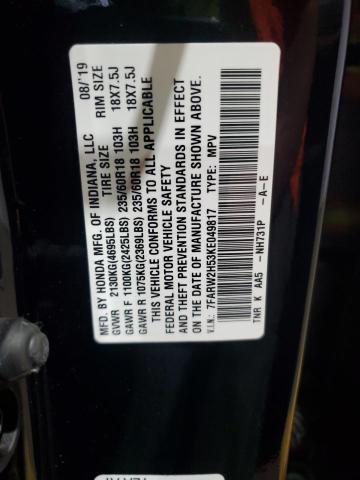 MFD. BY HONDA MFG. OF INDIANA, LLC 08/'19
TIRE SIZE RIM SIZE
GVWR 2130KG(4695LBS)
GAWR F 1100KG(2425LBS) 235/60R18 103H 18X7.5J
GAWR R 1075KG(2369LBS) 235/60R18 103H 18X7.5J
THIS VEHICLE CONFORMS TO ALL APPLICABLE
FEDERAL MOTOR VEHICLE SAFETY
AND THEFT PREVENTION STANDARDS IN EFFECT
ON THE DATE OF MANUFACTURE SHOWN ABOVE.
V.I.N.: 7FARW2H53KE049817 TYPE: MPV
TNR K AA5 -NH731P -A-E